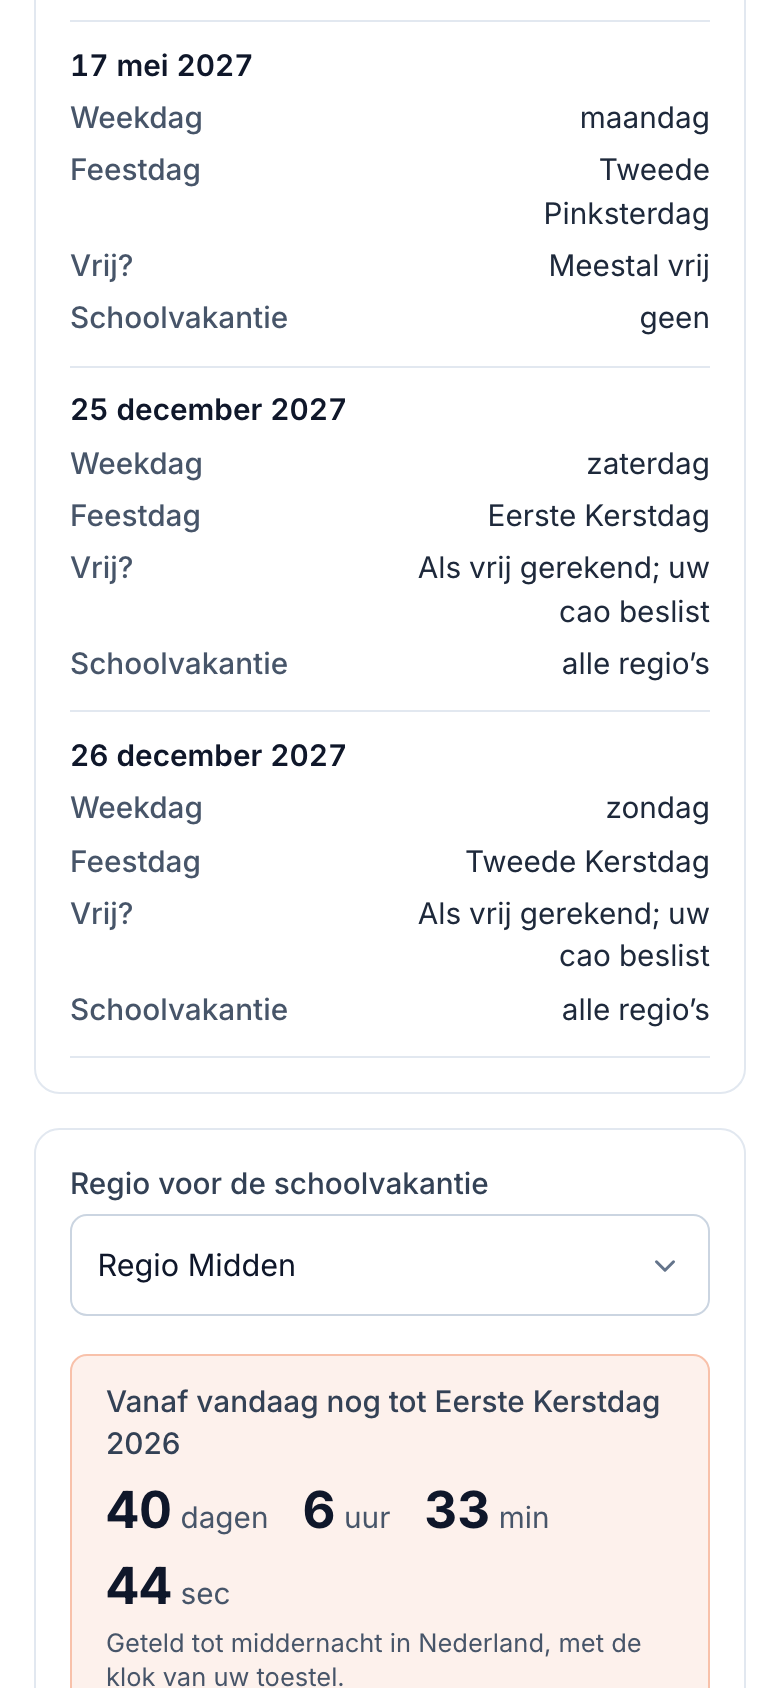 17 mei 2027
Weekdag maandag
Feestdag Tweede
Pinksterdag
Vrij? Meestal vrij
Schoolvakantie geen
25 december 2027
Weekdag zaterdag
Feestdag Eerste Kerstdag
Vrij? Als vrij gerekend; uw
cao beslist
Schoolvakantie alle regio’s
26 december 2027
Weekdag zondag
Feestdag Tweede Kerstdag
Vrij? Als vrij gerekend; uw
cao beslist
Schoolvakantie alle regio’s
Regio voor de schoolvakantie
Regio Midden
Vanaf vandaag nog tot Eerste Kerstdag
2026
40 dagen 6 uur 33 min
44 sec
Geteld tot middernacht in Nederland, met de
klok van uw toestel.